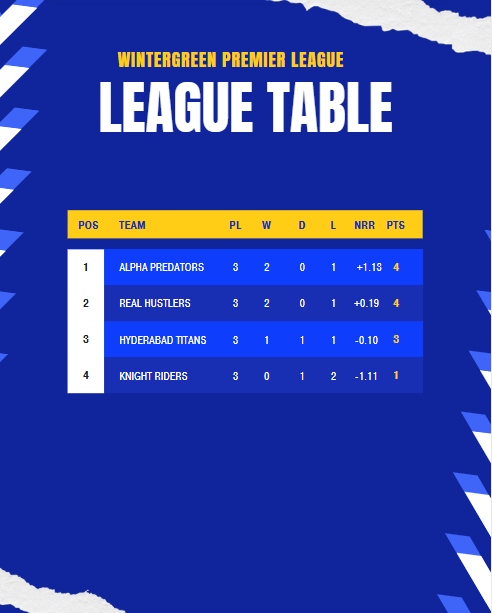 WINTERGREEN PREMIER LEAGUE
LEAGUE TABLE
POS TEAM PL W D L NRR PTS
1 ALPHA PREDATORS 3 2 0 1 +1.13 4
2 REAL HUSTLERS 3 2 0 1 +0.19 4
3 HYDERABAD TITANS 3 1 1 1 -0.10 3
4 KNIGHT RIDERS 3 0 1 2 -1.11 1